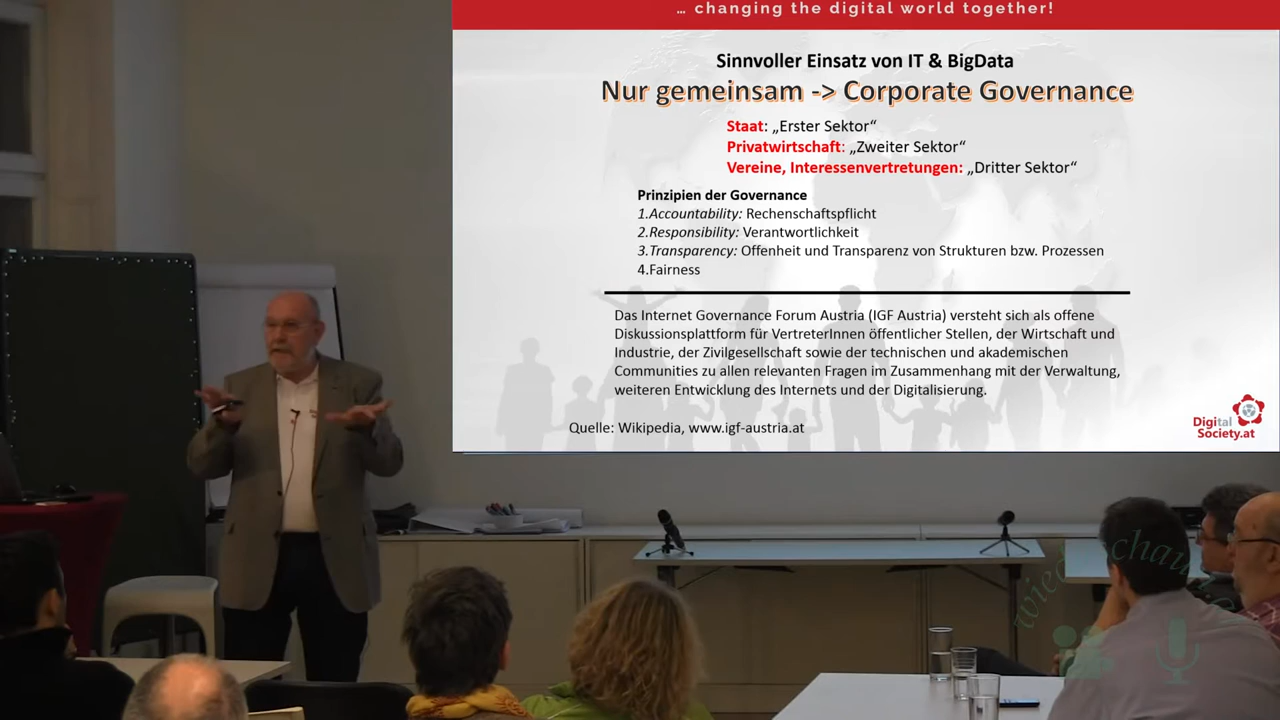 … changing the digital world together!
Sinnvoller Einsatz von IT & BigData
Nur gemeinsam -> Corporate Governance
Staat: „Erster Sektor“
Privatwirtschaft: „Zweiter Sektor“
Vereine, Interessenvertretungen: „Dritter Sektor“
Prinzipien der Governance
1.Accountability: Rechenschaftspflicht
2.Responsibility: Verantwortlichkeit
3.Transparency: Offenheit und Transparenz von Strukturen bzw. Prozessen
4.Fairness
Das Internet Governance Forum Austria (IGF Austria) versteht sich als offene
Diskussionsplattform für VertreterInnen öffentlicher Stellen, der Wirtschaft und
Industrie, der Zivilgesellschaft sowie der technischen und akademischen
Communities zu allen relevanten Fragen im Zusammenhang mit der Verwaltung,
weiteren Entwicklung des Internets und der Digitalisierung.
Quelle: Wikipedia, www.igf-austria.at
Digital
Society.at